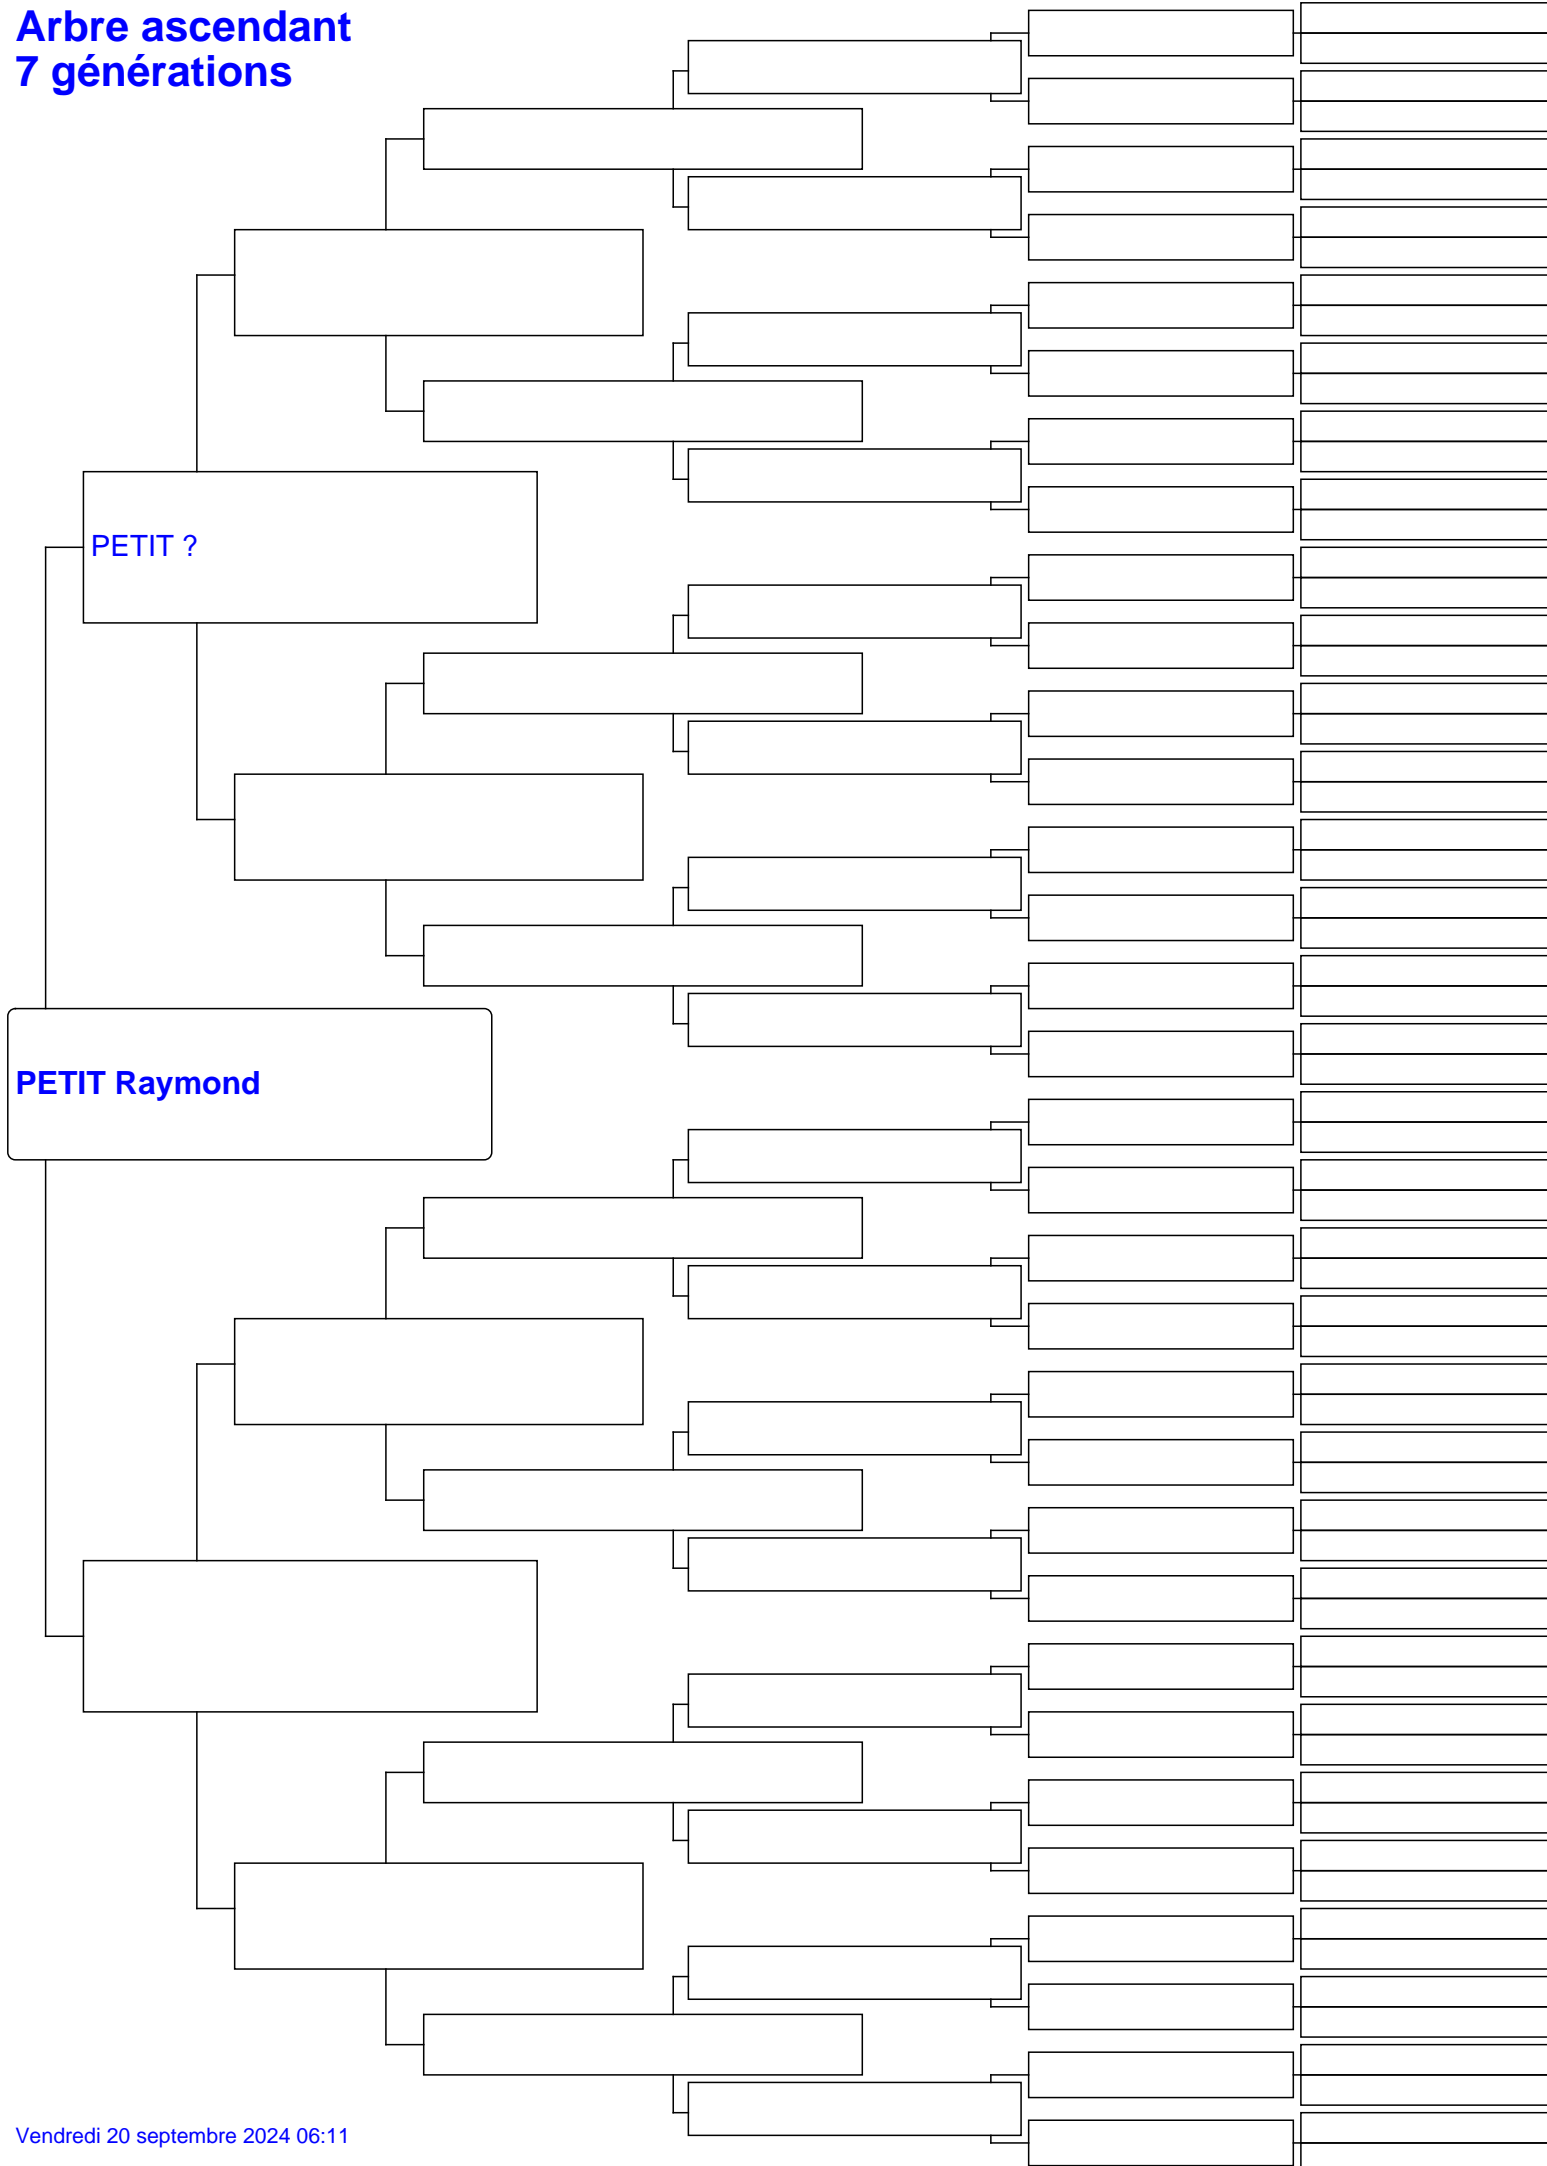 Arbre ascendant
7 générations
PETIT ?
PETIT Raymond
Vendredi 20 septembre 2024 06:11